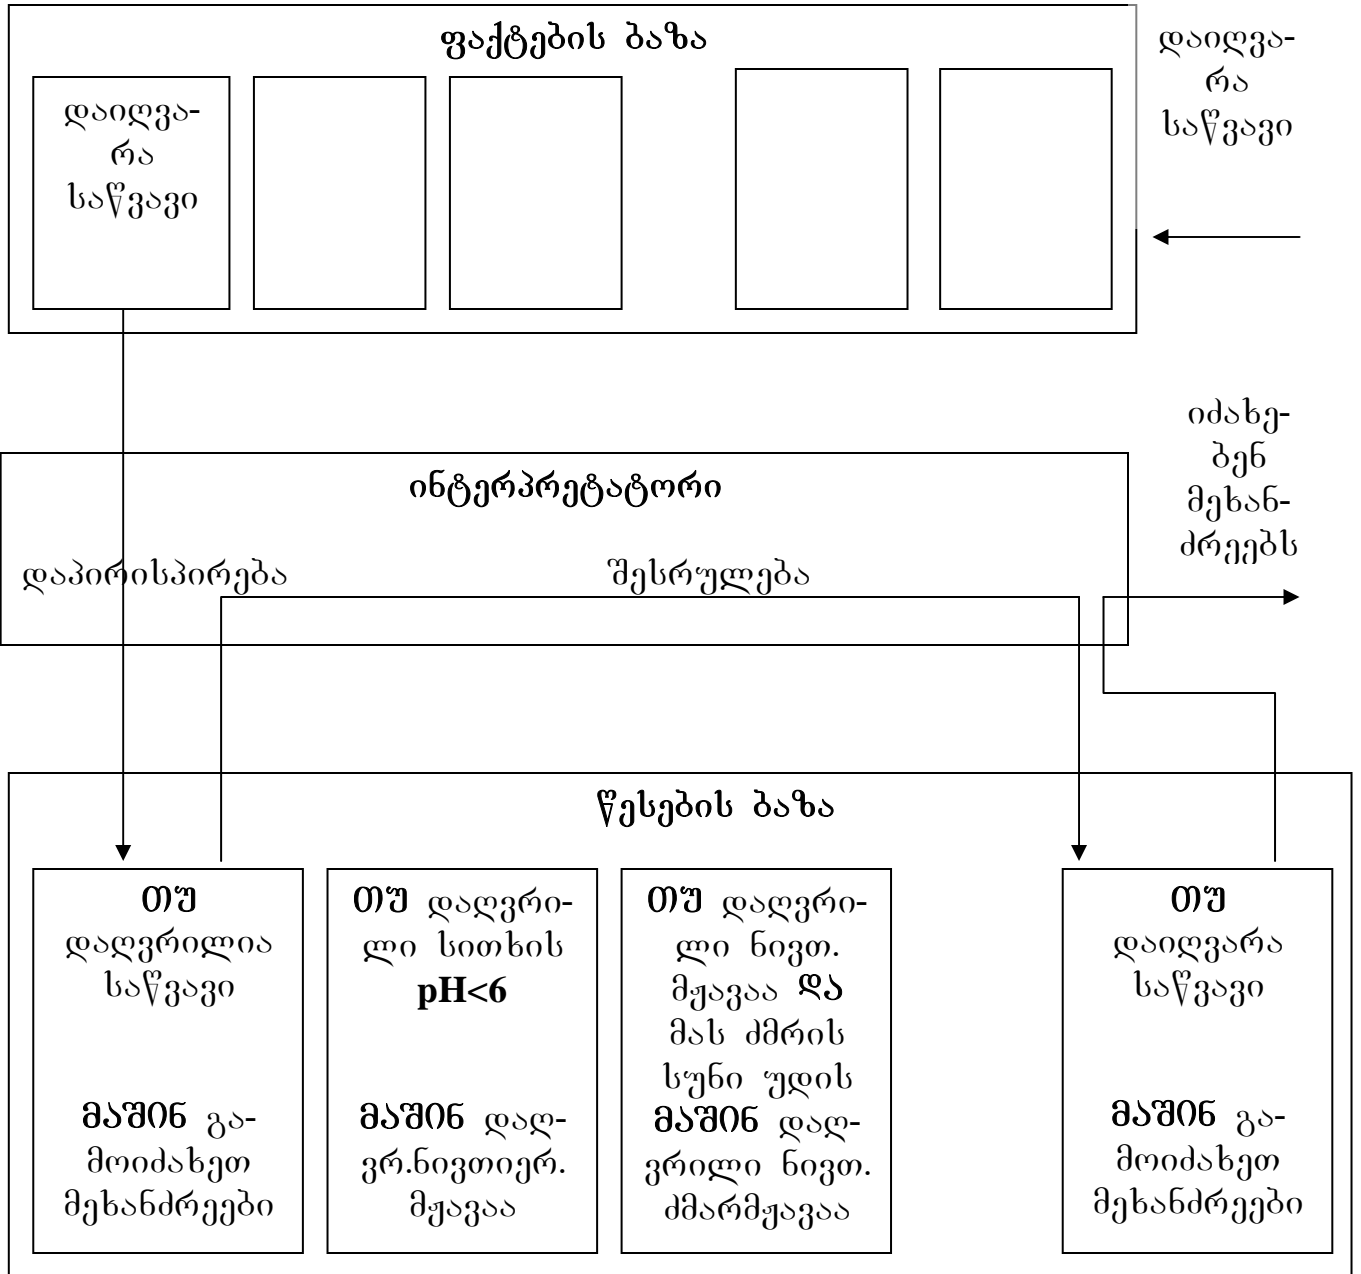 ფაქტების ბაზა
დაიღვა-
რა
საწვავი
დაიღვა-
რა
საწვავი
იძახე-
ბენ
მეხან-
ძრეებს
ინტერპრეტატორი
დაპირისპირება
შესრულება
წესების ბაზა
თუ
დაღვრილია
საწვავი
მაშინ გა-
მოიძახეთ
მეხანძრეები
თუ დაღვრი-
ლი სითხის
pH<6
მაშინ დაღ-
ვრ.ნივთიერ.
მჟავაა
თუ დაღვრი-
ლი ნივთ.
მჟავაა და
მას ძმრის
სუნი უდის
მაშინ დაღ-
ვრილი ნივთ.
ძმარმჟავაა
თუ
დაიღვარა
საწვავი
მაშინ გა-
მოიძახეთ
მეხანძრეები